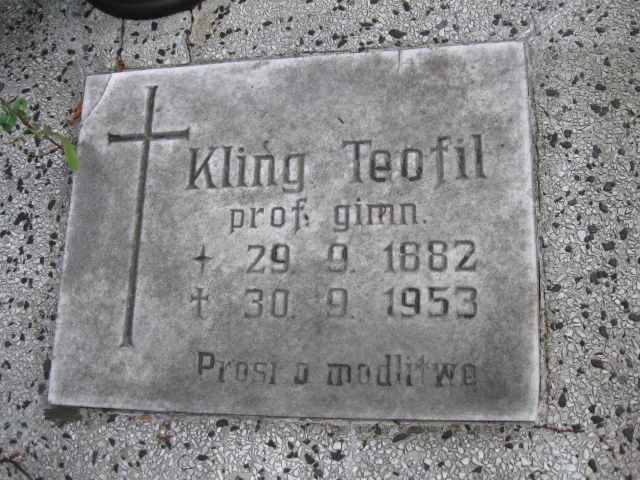 Kling Teofil
prof. gimn.
+ 29. 9. 1882
† 30. 9. 1953
Prosi o modlitwę